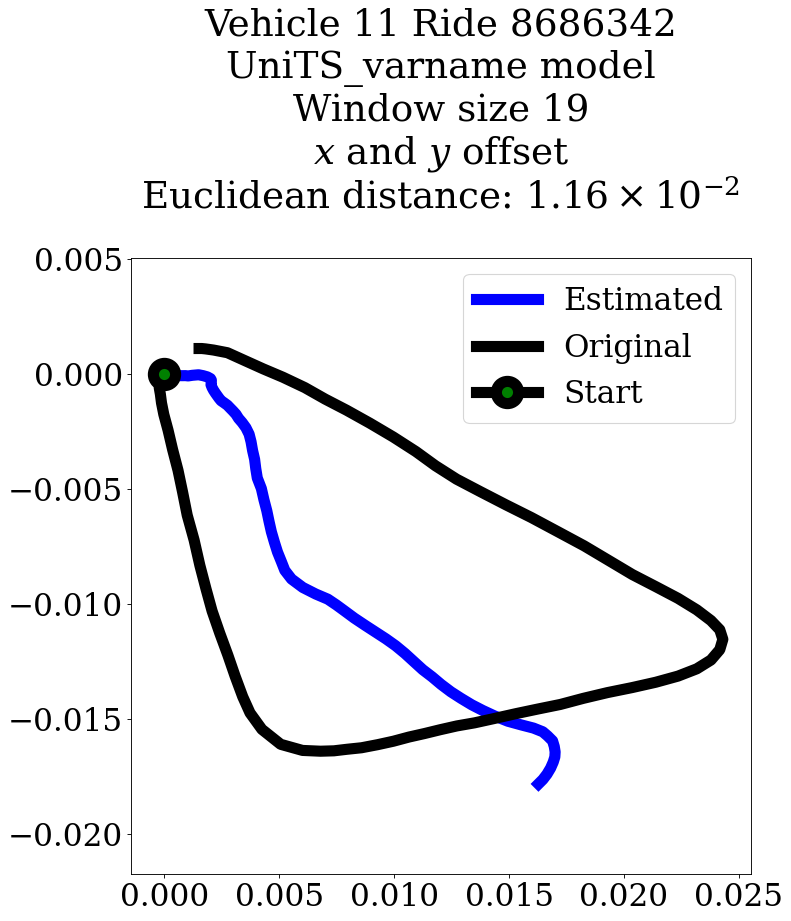 Vehicle 11 Ride 8686342
UniTS_varname model
Window size 19
x and y offset
Euclidean distance: 1.16 × 10⁻²
0.005
0.000
−0.005
−0.010
−0.015
−0.020
Estimated
Original
Start
0.000 0.005 0.010 0.015 0.020 0.025